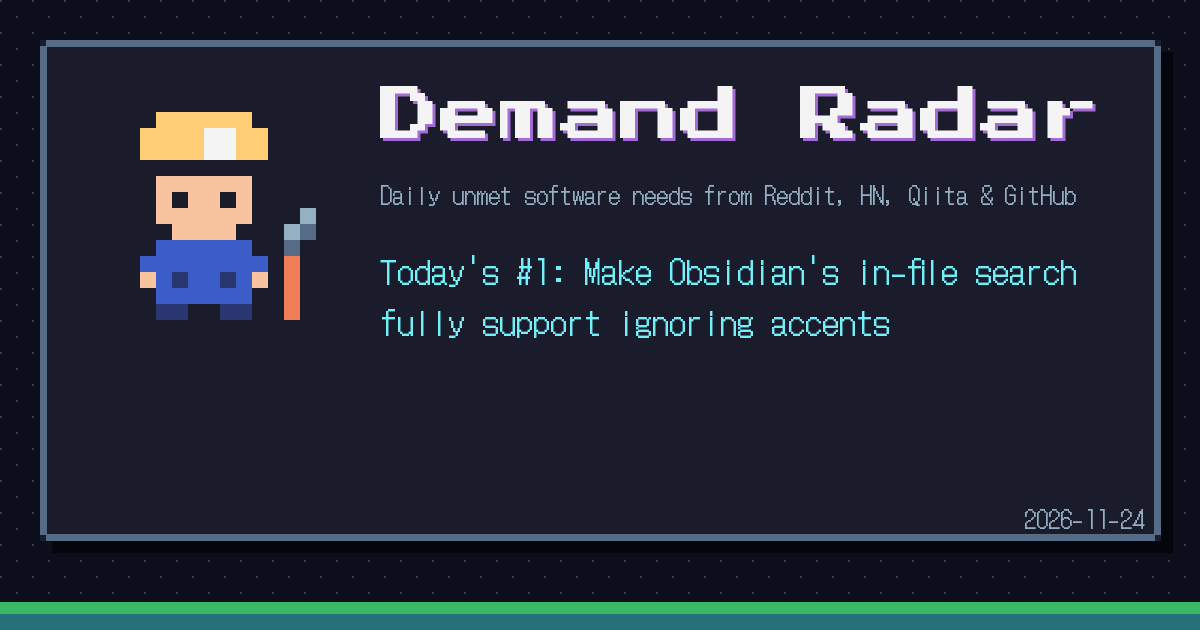 Demand Radar
Daily unmet software needs from Reddit, HN, Qiita & GitHub
Today's #1: Make Obsidian's in-file search
fully support ignoring accents
2026-11-24